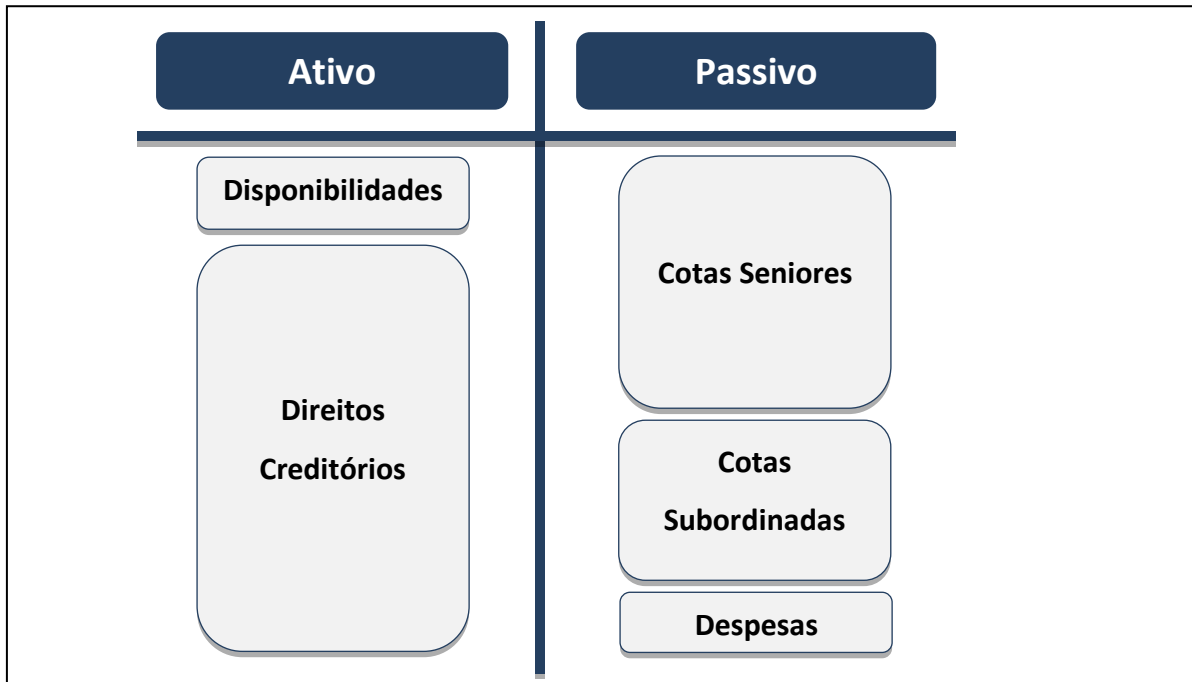 Ativo
Passivo
Disponibilidades
Direitos
Creditórios
Cotas Seniores
Cotas
Subordinadas
Despesas